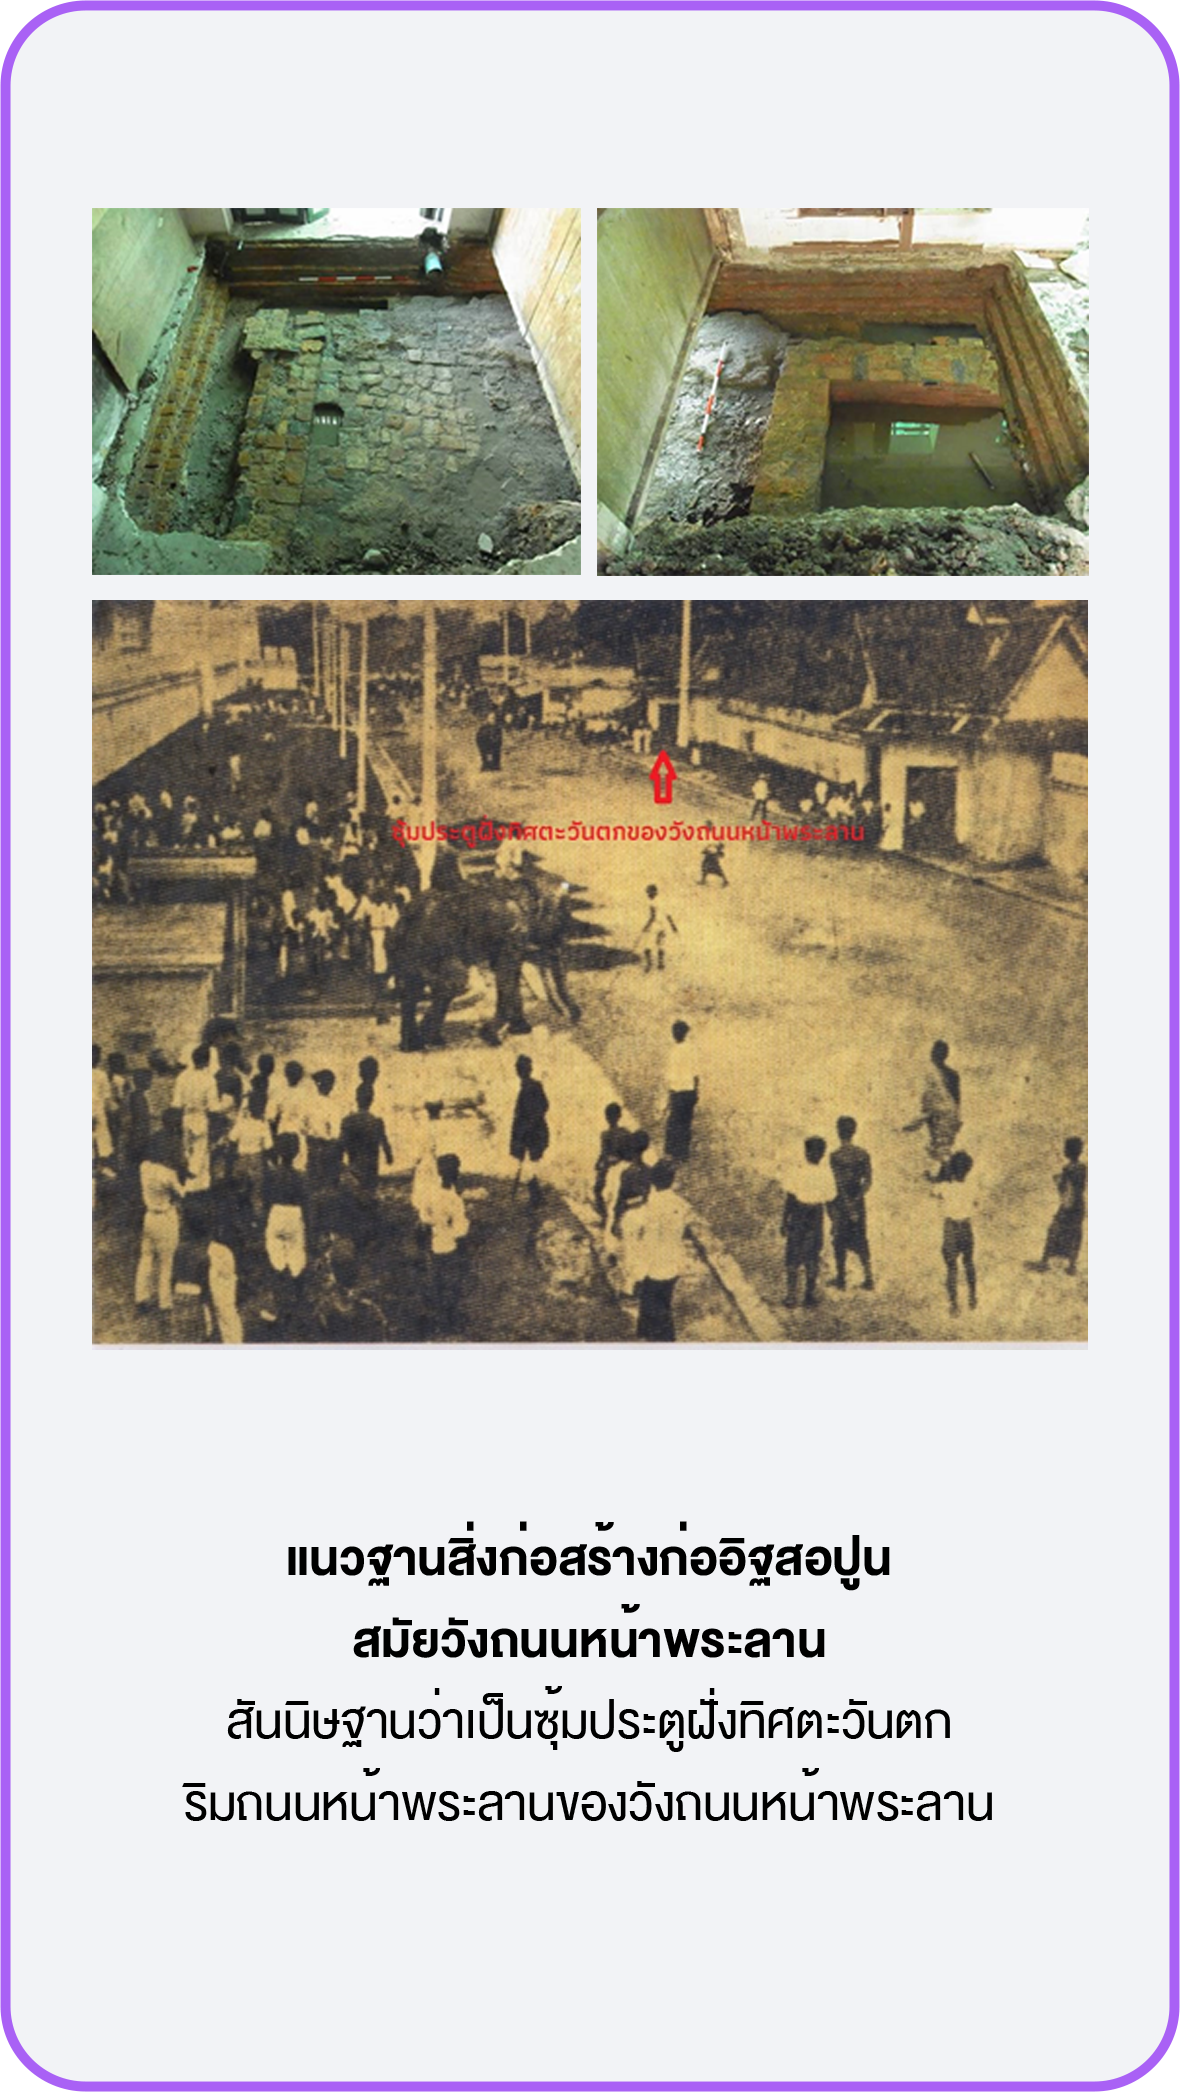 ซุ้มประตูฝั่งทิศตะวันตกของวังถนนหน้าพระลาน
แนวฐานสิ่งก่อสร้างก่ออิฐสอปูน
สมัยวังถนนหน้าพระลาน
สันนิษฐานว่าเป็นซุ้มประตูฝั่งทิศตะวันตก
ริมถนนหน้าพระลานของวังถนนหน้าพระลาน